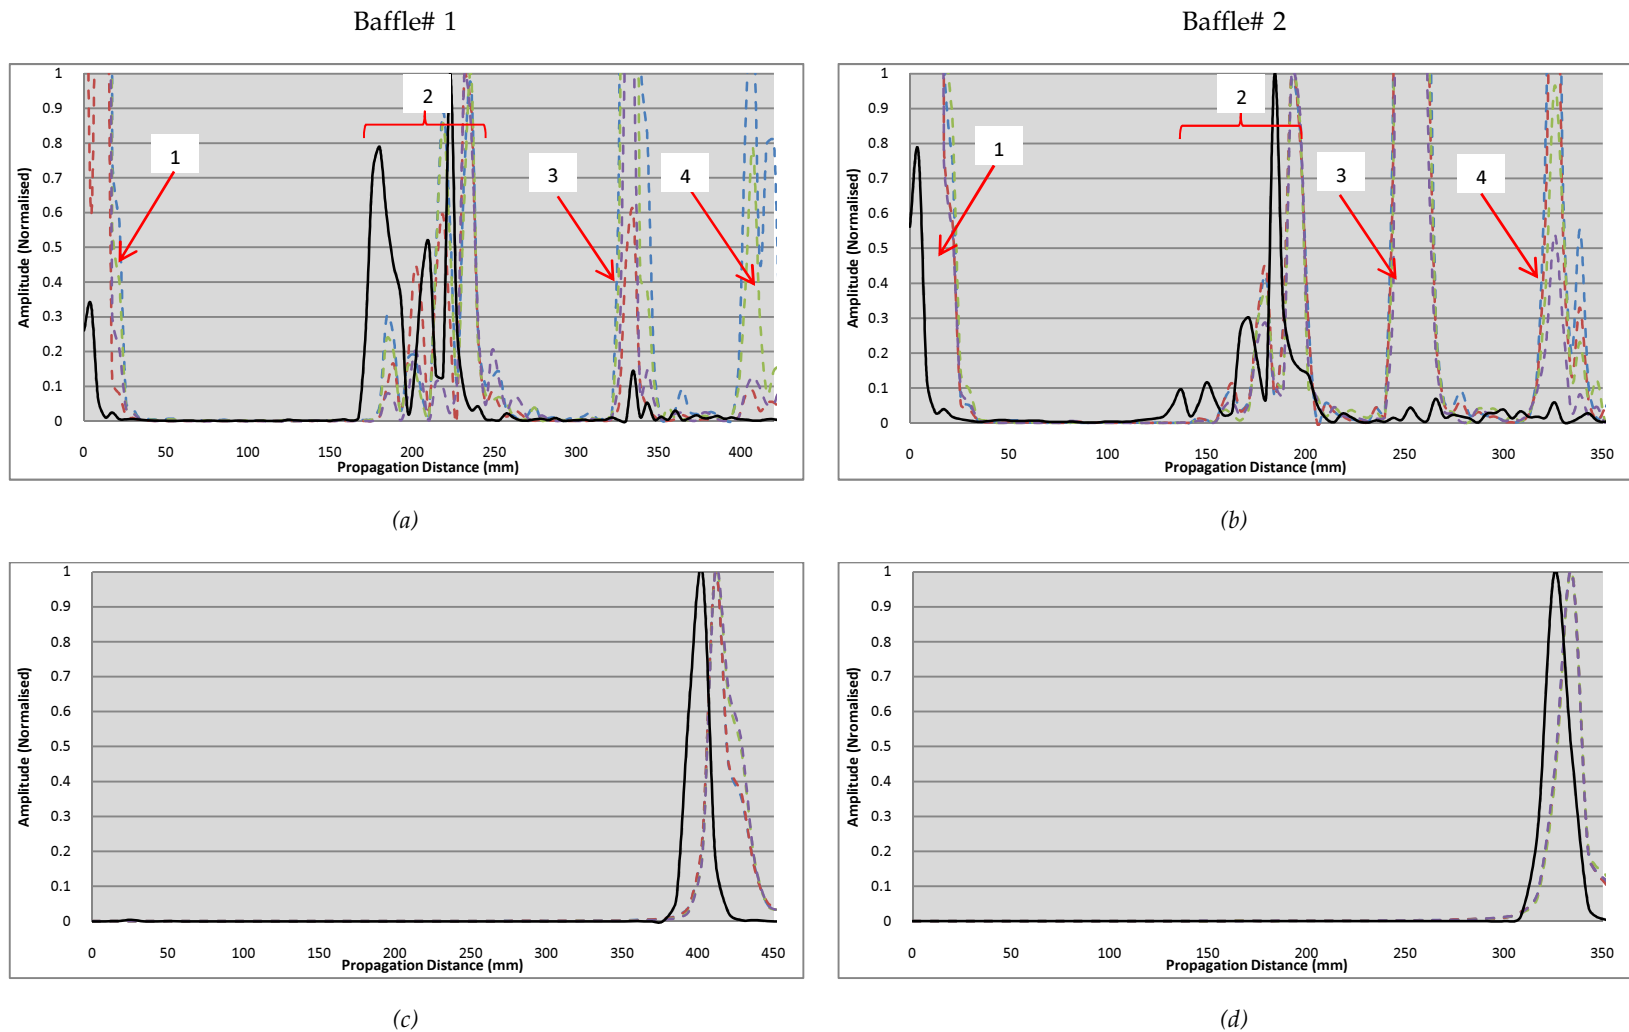 Baffle# 1
Baffle# 2
Amplitude (Normalised)
1
0.9
0.8
0.7
0.6
0.5
0.4
0.3
0.2
0.1
0
0 50 100 150 200 250 300 350 400
Propagation Distance (mm)
1
2
3
4
(a)
Amplitude (Normalised)
1
0.9
0.8
0.7
0.6
0.5
0.4
0.3
0.2
0.1
0
0 50 100 150 200 250 300 350
Propagation Distance (mm)
1
2
3
4
(b)
Amplitude (Normalised)
1
0.9
0.8
0.7
0.6
0.5
0.4
0.3
0.2
0.1
0
0 50 100 150 200 250 300 350 400 450
Propagation Distance (mm)
(c)
Amplitude (Nromalised)
1
0.9
0.8
0.7
0.6
0.5
0.4
0.3
0.2
0.1
0
0 50 100 150 200 250 300 350
Propagation Distance (mm)
(d)